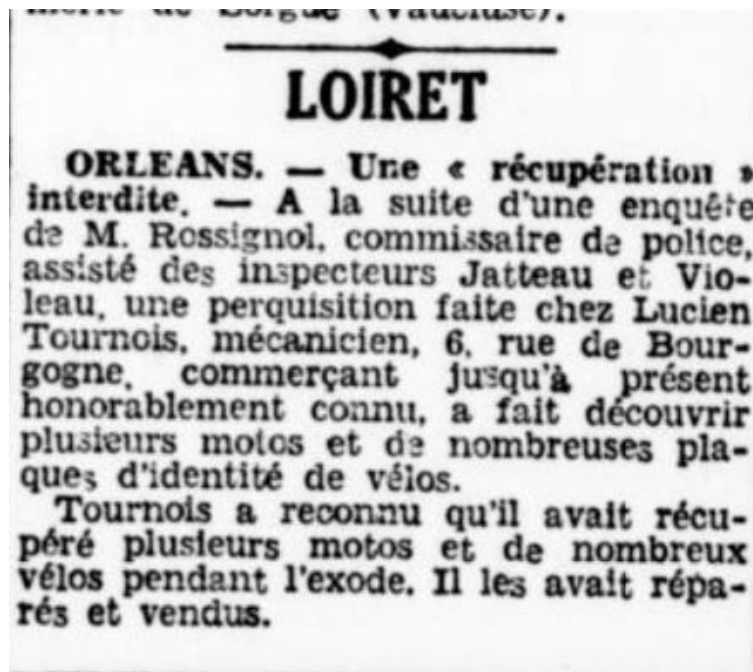 de Sorgue (Vaucluse).
LOIRET
ORLEANS. — Une « récupération »
interdite. — A la suite d'une enquête
de M. Rossignol, commissaire de police,
assisté des inspecteurs Jatteau et Vio-
leau, une perquisition faite chez Lucien
Tournois, mécanicien, 6, rue de Bour-
gogne, commerçant jusqu'à présent
honorablement connu, a fait découvrir
plusieurs motos et de nombreuses pla-
ques d'identité de vélos.
Tournois a reconnu qu'il avait récu-
péré plusieurs motos et de nombreux
vélos pendant l'exode. Il les avait répa-
rés et vendus.